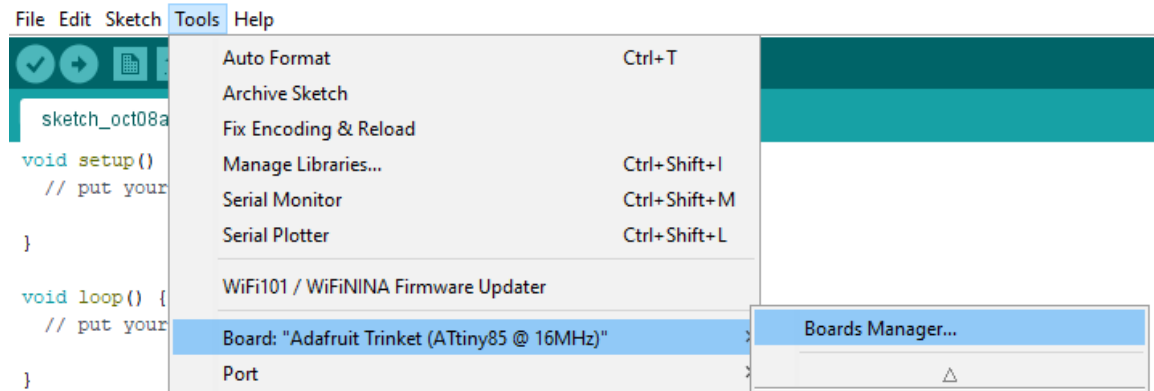 File Edit Sketch Tools Help
Auto Format Ctrl+T
Archive Sketch
sketch_oct08a
Fix Encoding & Reload
void setup()
Manage Libraries... Ctrl+Shift+I
// put your
Serial Monitor Ctrl+Shift+M
}
Serial Plotter Ctrl+Shift+L
WiFi101 / WiFiNINA Firmware Updater
void loop() {
// put your
Board: "Adafruit Trinket (ATtiny85 @ 16MHz)"
Boards Manager...
Port
}